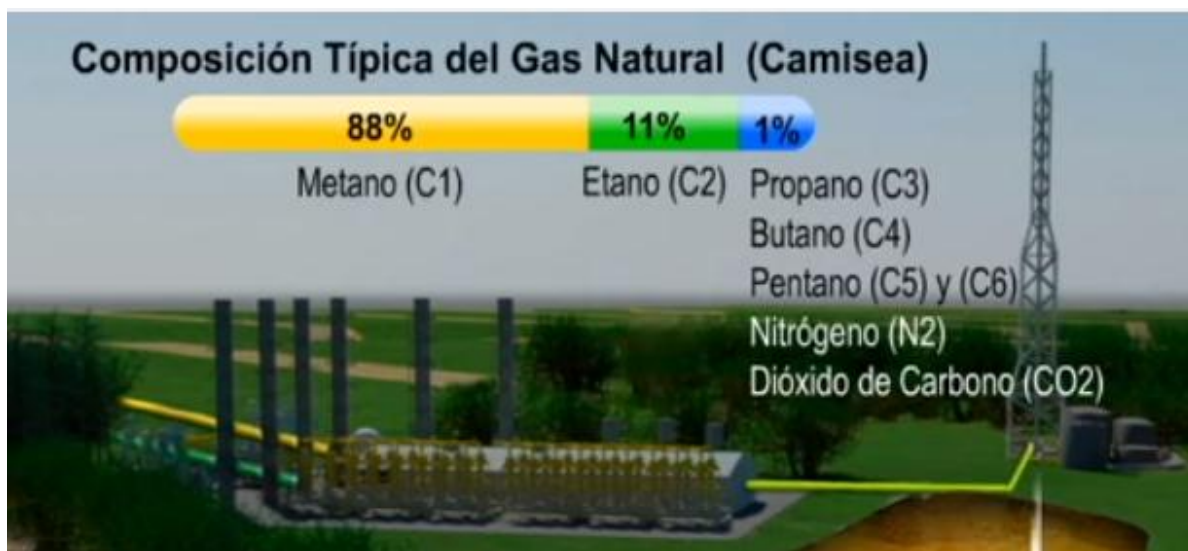 Composición Típica del Gas Natural (Camisea)
88% 11% 1%
Metano (C1) Etano (C2) Propano (C3)
Butano (C4)
Pentano (C5) y (C6)
Nitrógeno (N2)
Dióxido de Carbono (CO2)